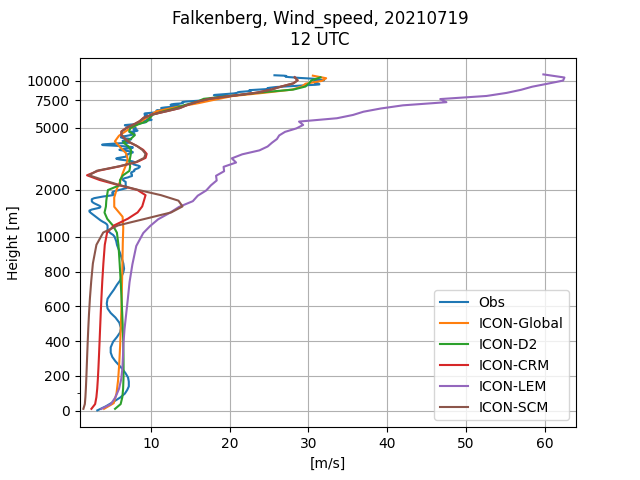 Falkenberg, Wind_speed, 20210719
12 UTC
Height [m]
10000
7500
5000
2000
1000
800
600
400
200
0
10
20
30
40
50
60
[m/s]
Obs
ICON-Global
ICON-D2
ICON-CRM
ICON-LEM
ICON-SCM